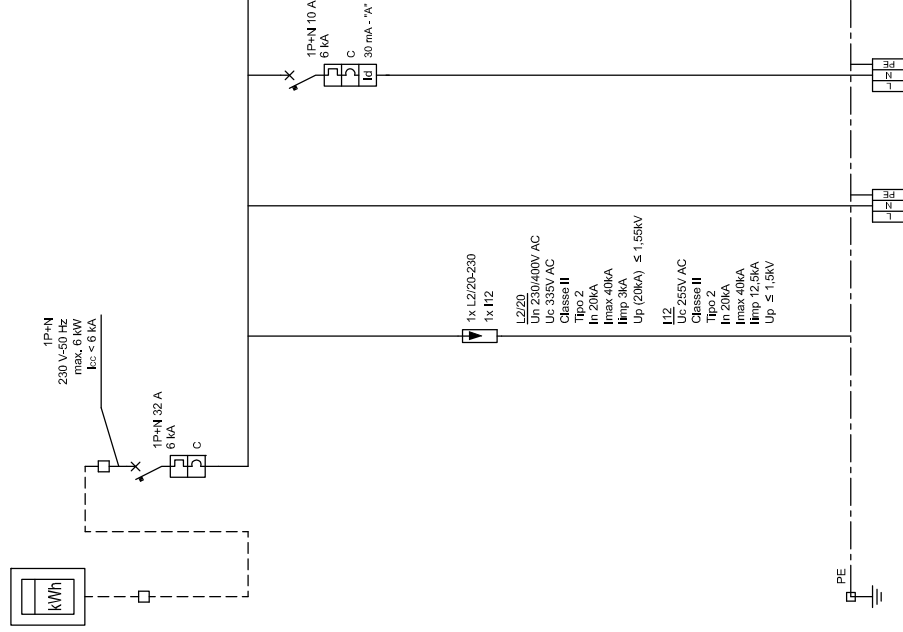 kWh
1P+N
230 V-50 Hz
max. 6 kW
Icc < 6 kA
1P+N 32 A
6 kA
C
1P+N 10 A
6 kA
C
Id
30 mA - "A"
1x L2/20-230
1x I12
L2/20
Un 230/400V AC
Uc 335V AC
Classe II
Tipo 2
In 20kA
Imax 40kA
Iimp 3kA
Up (20kA) ≤ 1,55kV
I12
Uc 255V AC
Classe II
Tipo 2
In 20kA
Imax 40kA
Iimp 12,5kA
Up ≤ 1,5kV
PE
L
N
PE
L
N
PE